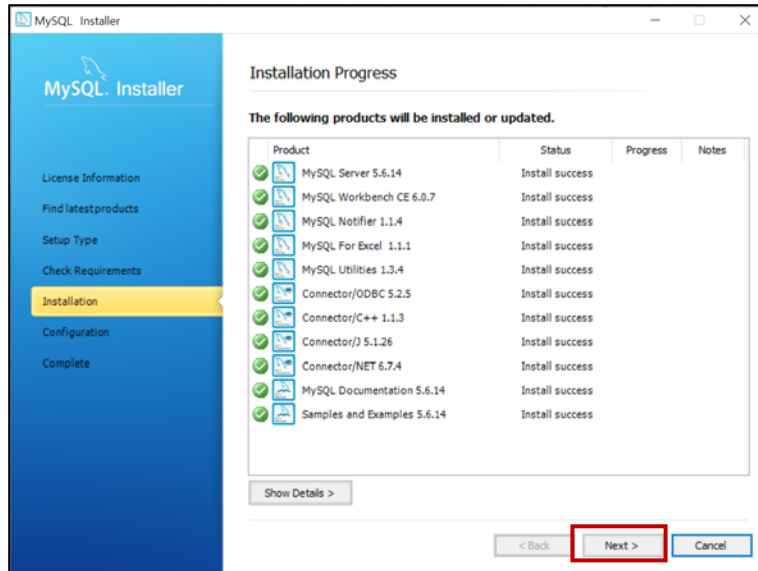 MySQL Installer
MySQL. Installer
License Information
Find latestproducts
Setup Type
Check Requirements
Installation
Configuration
Complete
Installation Progress
The following products will be installed or updated.
Product Status Progress Notes
MySQL Server 5.6.14 Install success
MySQL Workbench CE 6.0.7 Install success
MySQL Notifier 1.1.4 Install success
MySQL For Excel 1.1.1 Install success
MySQL Utilities 1.3.4 Install success
Connector/ODBC 5.2.5 Install success
Connector/C++ 1.1.3 Install success
Connector/J 5.1.26 Install success
Connector/NET 6.7.4 Install success
MySQL Documentation 5.6.14 Install success
Samples and Examples 5.6.14 Install success
Show Details >
< Back Next > Cancel